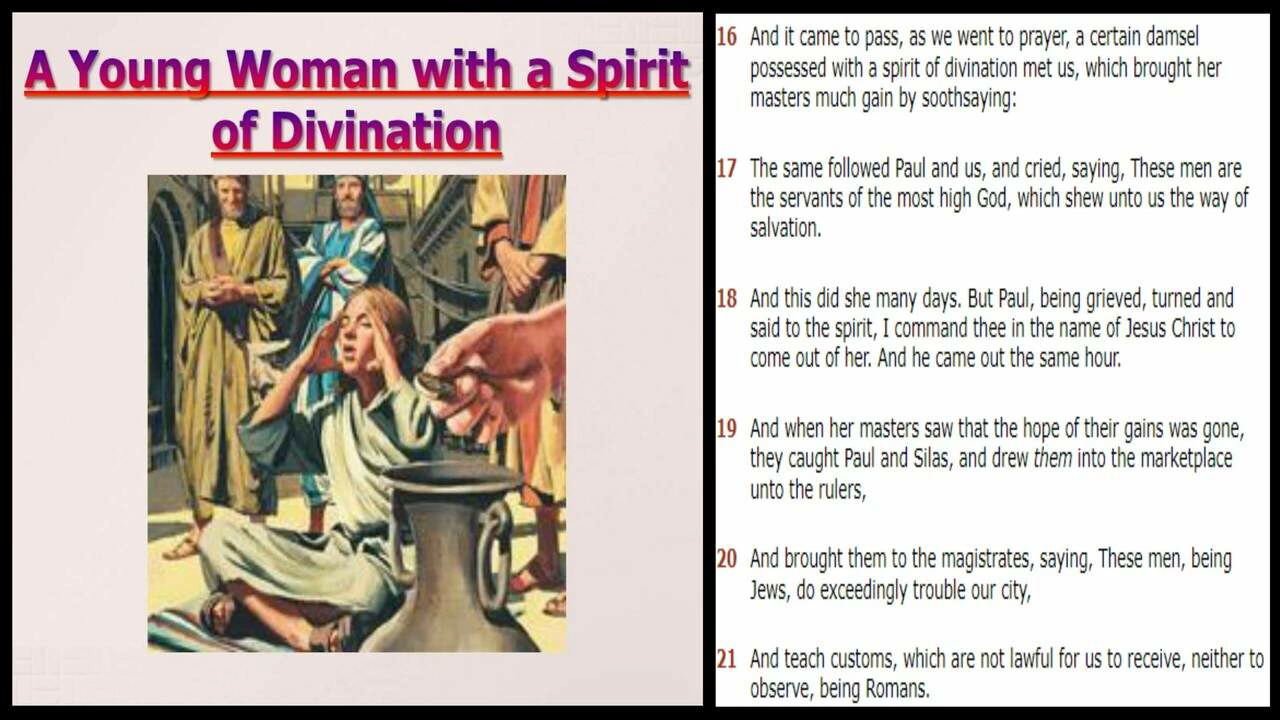 A Young Woman with a Spirit
of Divination
16 And it came to pass, as we went to prayer, a certain damsel
possessed with a spirit of divination met us, which brought her
masters much gain by soothsaying:
17 The same followed Paul and us, and cried, saying, These men are
the servants of the most high God, which shew unto us the way of
salvation.
18 And this did she many days. But Paul, being grieved, turned and
said to the spirit, I command thee in the name of Jesus Christ to
come out of her. And he came out the same hour.
19 And when her masters saw that the hope of their gains was gone,
they caught Paul and Silas, and drew them into the marketplace
unto the rulers,
20 And brought them to the magistrates, saying, These men, being
Jews, do exceedingly trouble our city,
21 And teach customs, which are not lawful for us to receive, neither to
observe, being Romans.